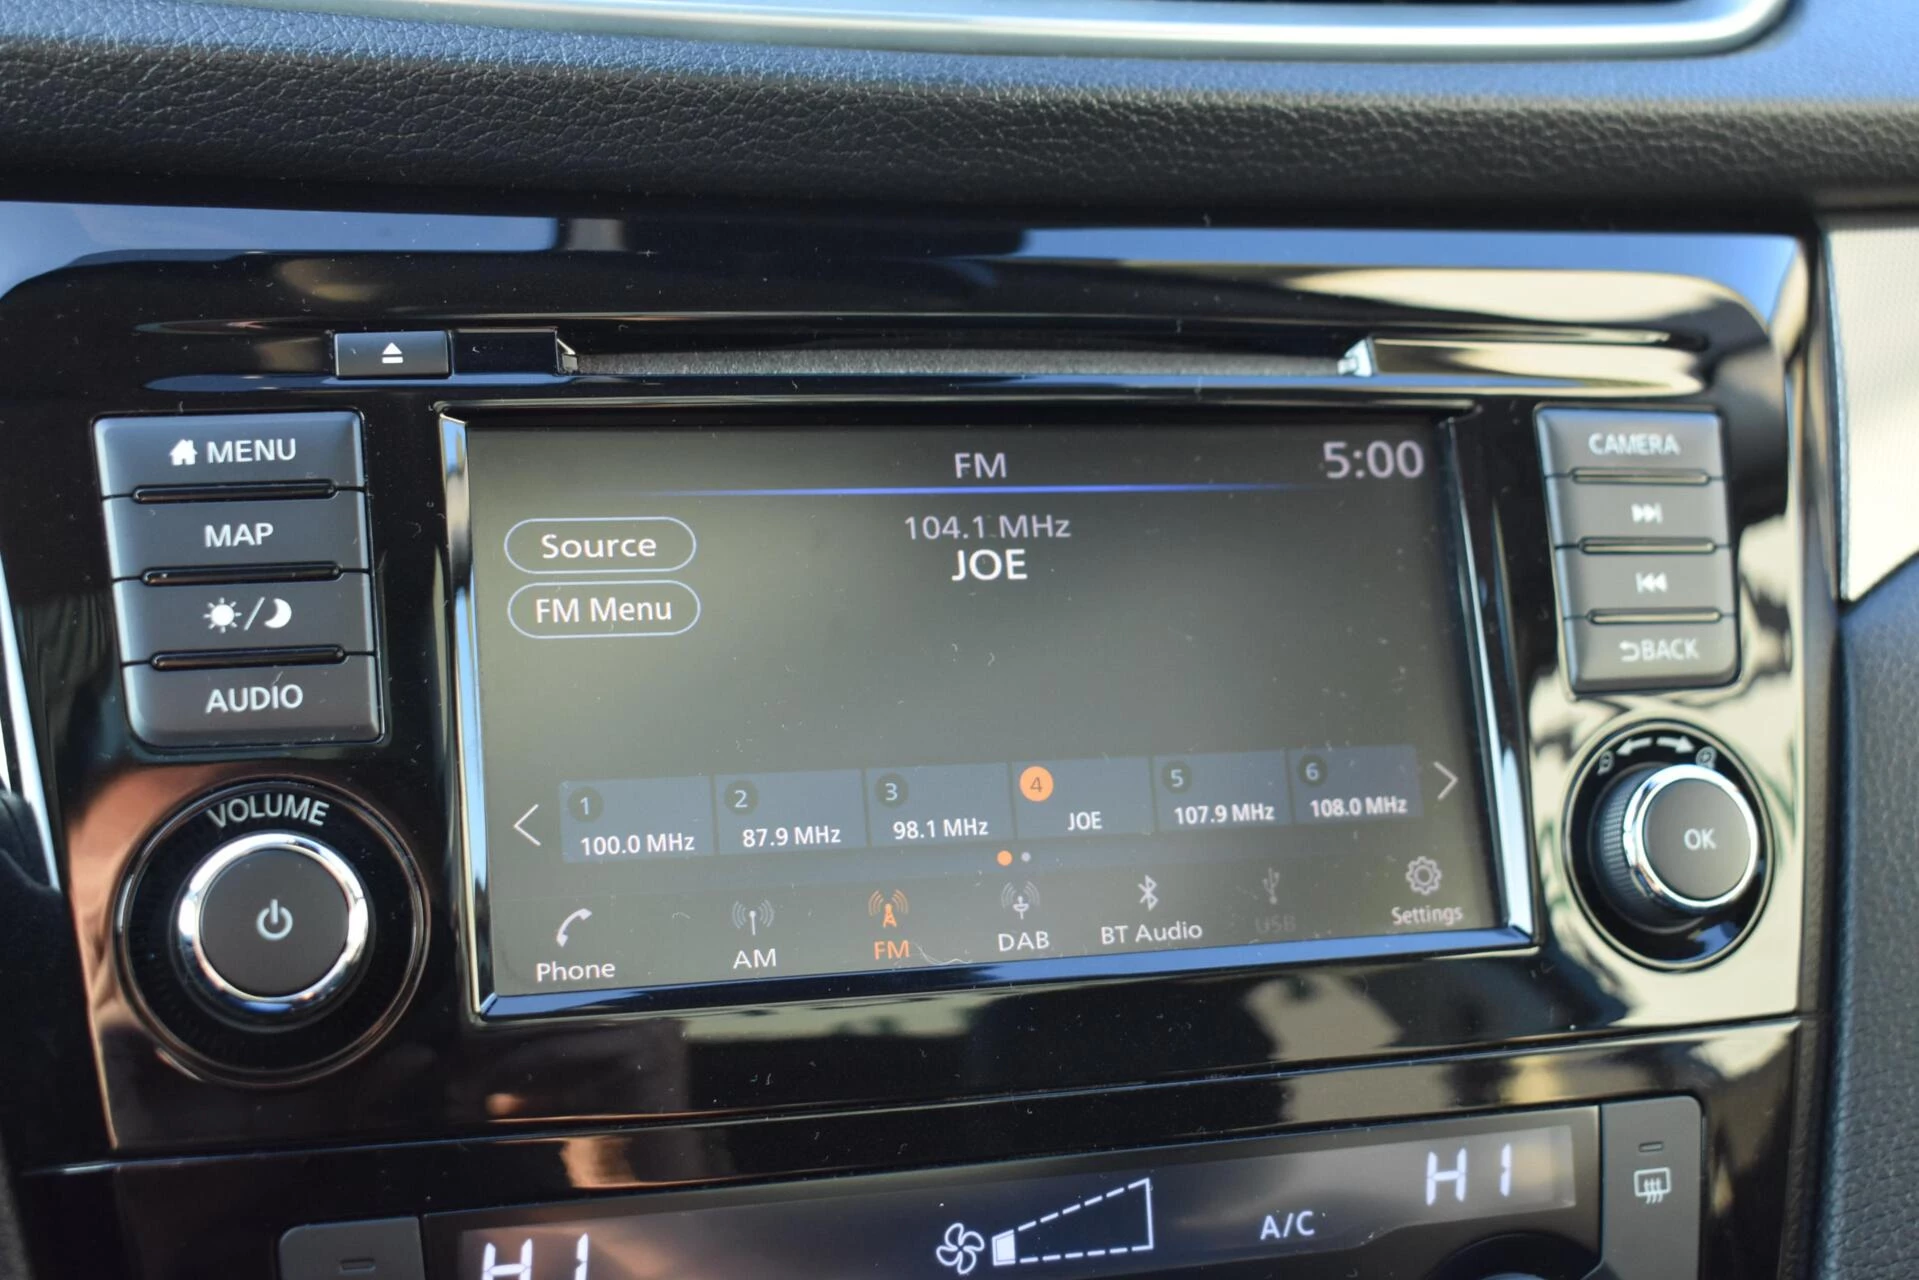 MENU
MAP
AUDIO
VOLUME
FM
5:00
Source
FM Menu
104.1 MHz
JOE
1
100.0 MHz
2
87.9 MHz
3
98.1 MHz
4
JOE
5
107.9 MHz
6
108.0 MHz
Phone
AM
FM
DAB
BT Audio
USB
Settings
CAMERA
BACK
OK
HI
A/C
HI